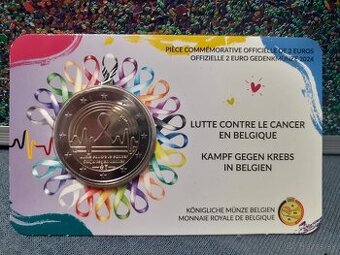 PIÈCE COMMÉMORATIVE OFFICIELLE DE 2 EUROS
OFFIZIELLE 2 EURO GEDENKMÜNZE 2024
LUTTE CONTRE LE CANCER
EN BELGIQUE
KAMPF GEGEN KREBS
IN BELGIEN
KÖNIGLICHE MÜNZE BELGIEN
MONNAIE ROYALE DE BELGIQUE